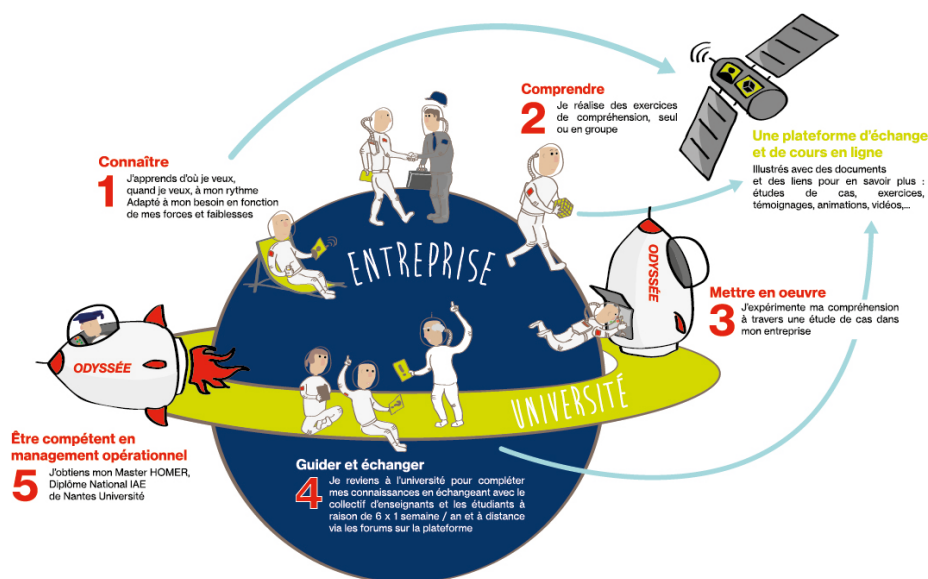 Connaître
1
J'apprends d'où je veux,
quand je veux, à mon rythme
Adapté à mon besoin en fonction
de mes forces et faiblesses
Comprendre
2
Je réalise des exercices
de compréhension, seul
ou en groupe
Une plateforme d'échange
et de cours en ligne
Illustrés avec des documents
et des liens pour en savoir plus :
études de cas, exercices,
témoignages, animations, vidéos,...
ENTREPRISE
ODYSSÉE
Mettre en oeuvre
3
J'expérimente ma compréhension
à travers une étude de cas dans
mon entreprise
ODYSSÉE
UNIVERSITÉ
Guider et échanger
4
Je reviens à l'université pour compléter
mes connaissances en échangeant avec le
collectif d'enseignants et les étudiants à
raison de 6 x 1 semaine / an et à distance
via les forums sur la plateforme
Être compétent en
management opérationnel
5
J'obtiens mon Master HOMER,
Diplôme National IAE
de Nantes Université